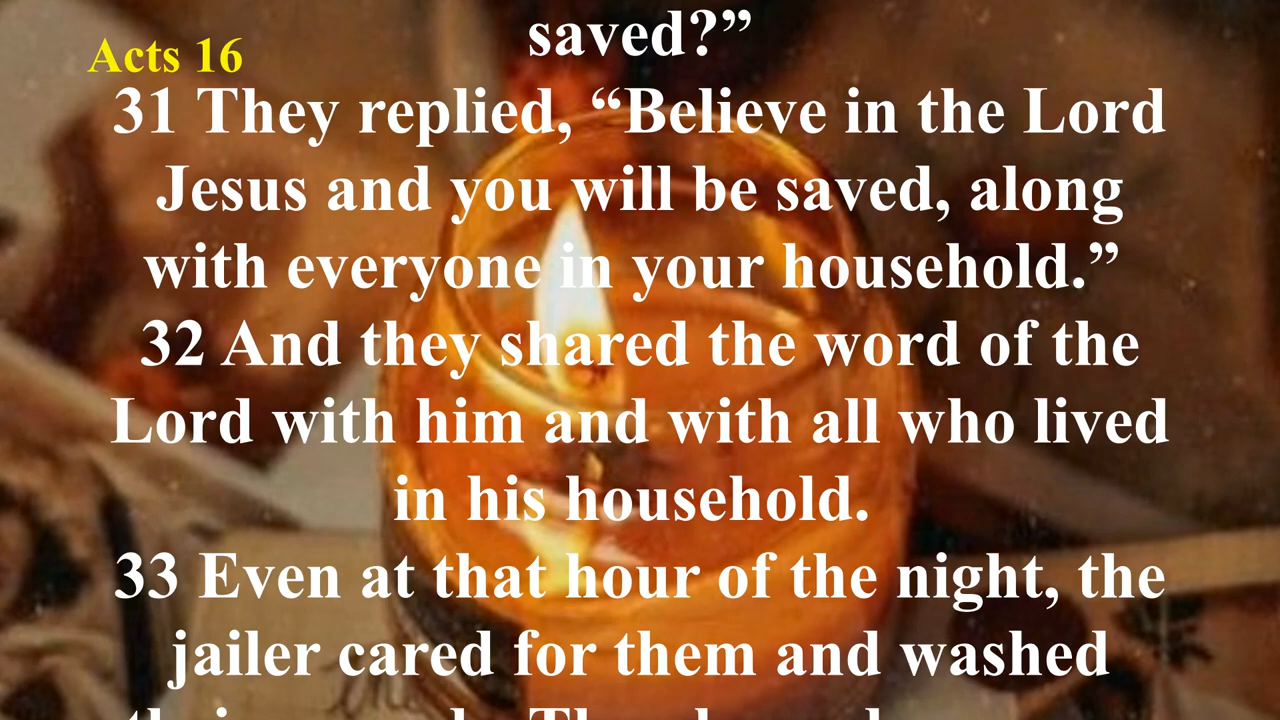 saved?”
Acts 16
31 They replied, “Believe in the Lord
Jesus and you will be saved, along
with everyone in your household.”
32 And they shared the word of the
Lord with him and with all who lived
in his household.
33 Even at that hour of the night, the
jailer cared for them and washed